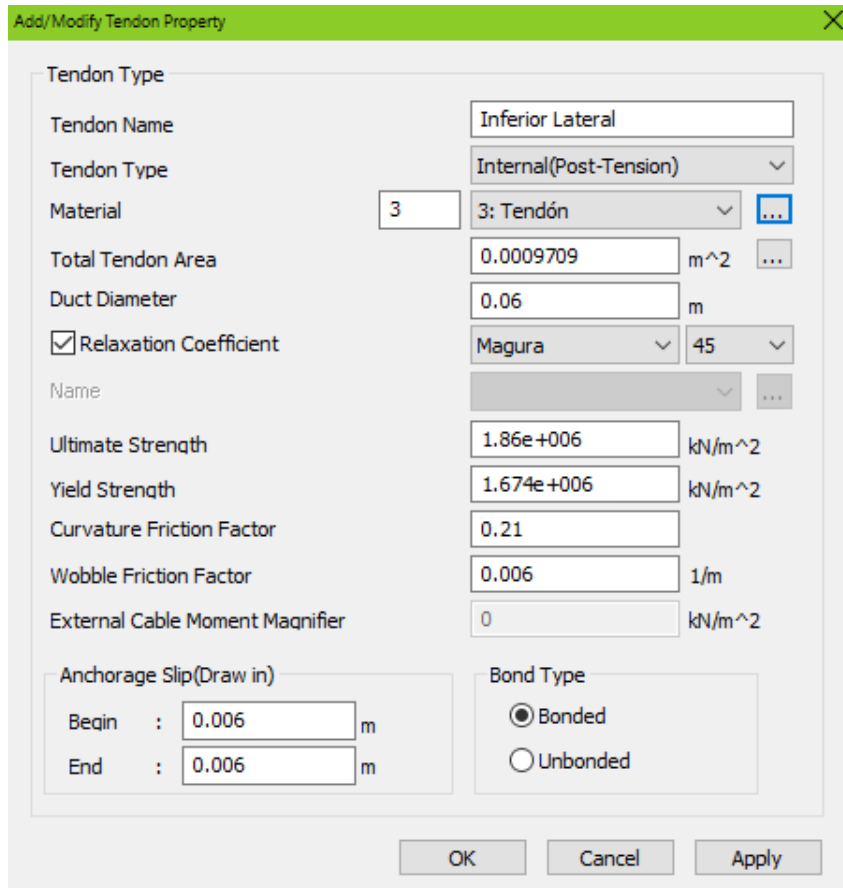 Add/Modify Tendon Property
Tendon Type
Tendon Name Inferior Lateral
Tendon Type Internal(Post-Tension)
Material 3 3: Tendón ...
Total Tendon Area 0.0009709 m^2 ...
Duct Diameter 0.06 m
Relaxation Coefficient Magura 45
Name ...
Ultimate Strength 1.86e+006 kN/m^2
Yield Strength 1.674e+006 kN/m^2
Curvature Friction Factor 0.21
Wobble Friction Factor 0.006 1/m
External Cable Moment Magnifier 0 kN/m^2
Anchorage Slip(Draw in) Bond Type
Begin : 0.006 m Bonded
End : 0.006 m Unbonded
OK Cancel Apply